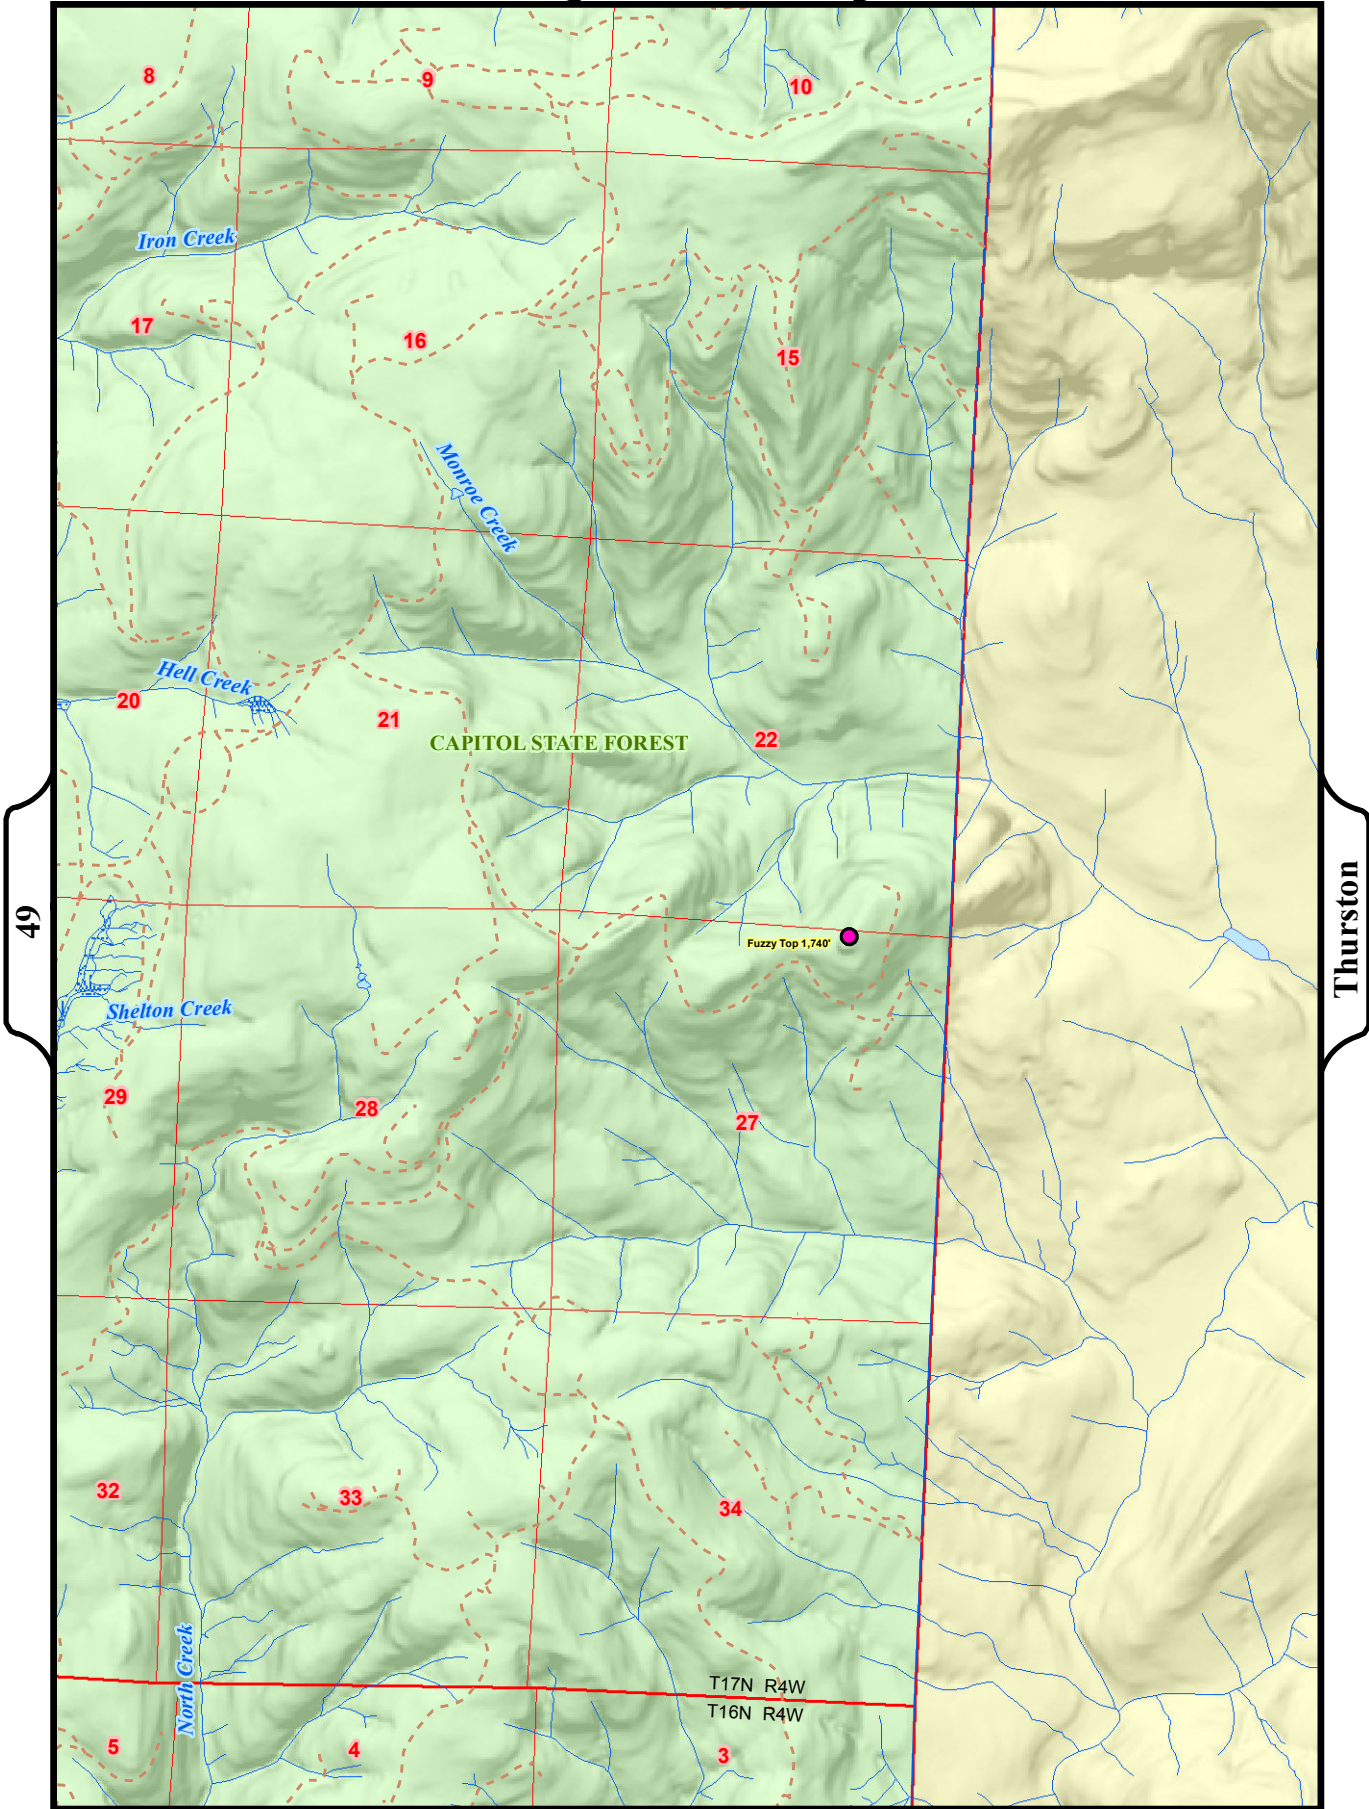 8
9
10
Iron Creek
17
16
15
Monroe Creek
Hell Creek
20
21
CAPITOL STATE FOREST
22
49
Thurston
Fuzzy Top 1,740'
Shelton Creek
29
28
27
32
33
34
North Creek
T17N R4W
T16N R4W
5
4
3